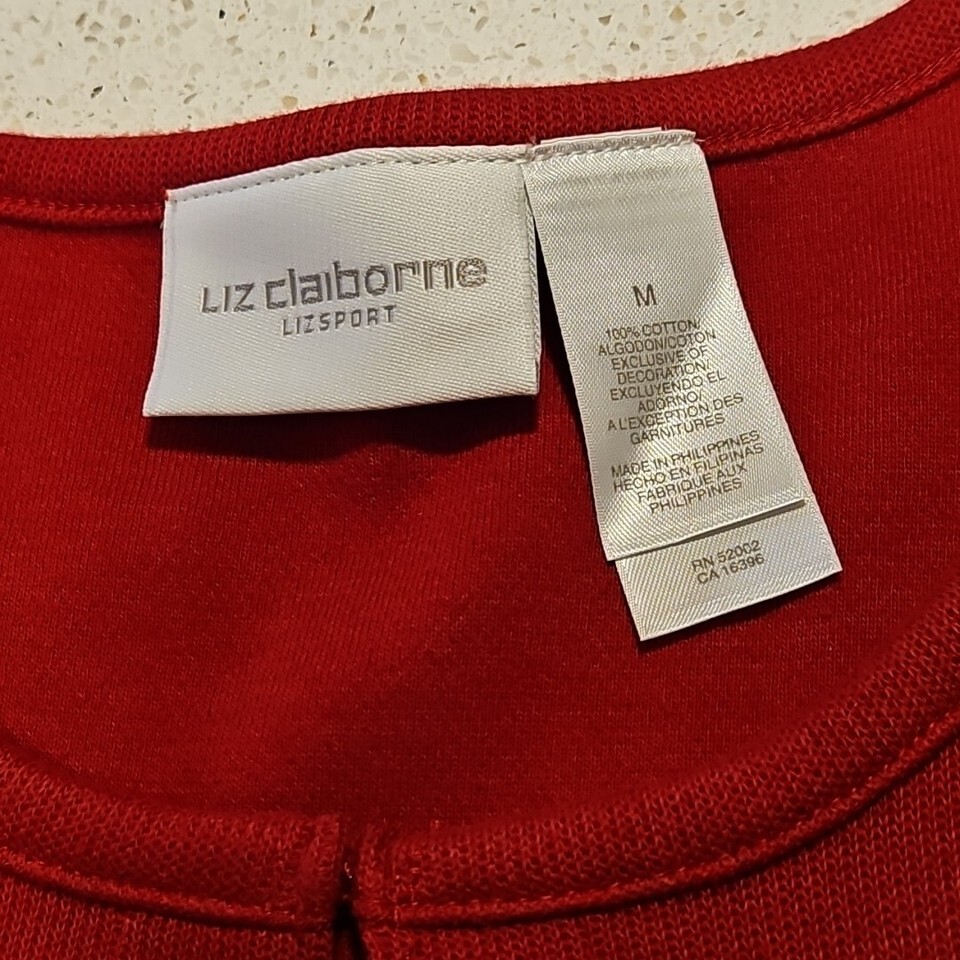 LIZ claiborne
LIZSPORT
M
100% COTTON/
ALGODON/COTON
EXCLUSIVE OF
DECORATION/
EXCLUYENDO EL
ADORNO/
A L'EXCEPTION DES
GARNITURES
MADE IN PHILIPPINES
HECHO EN FILIPINAS
FABRIQUE AUX
PHILIPPINES
RN 52002
CA 16396